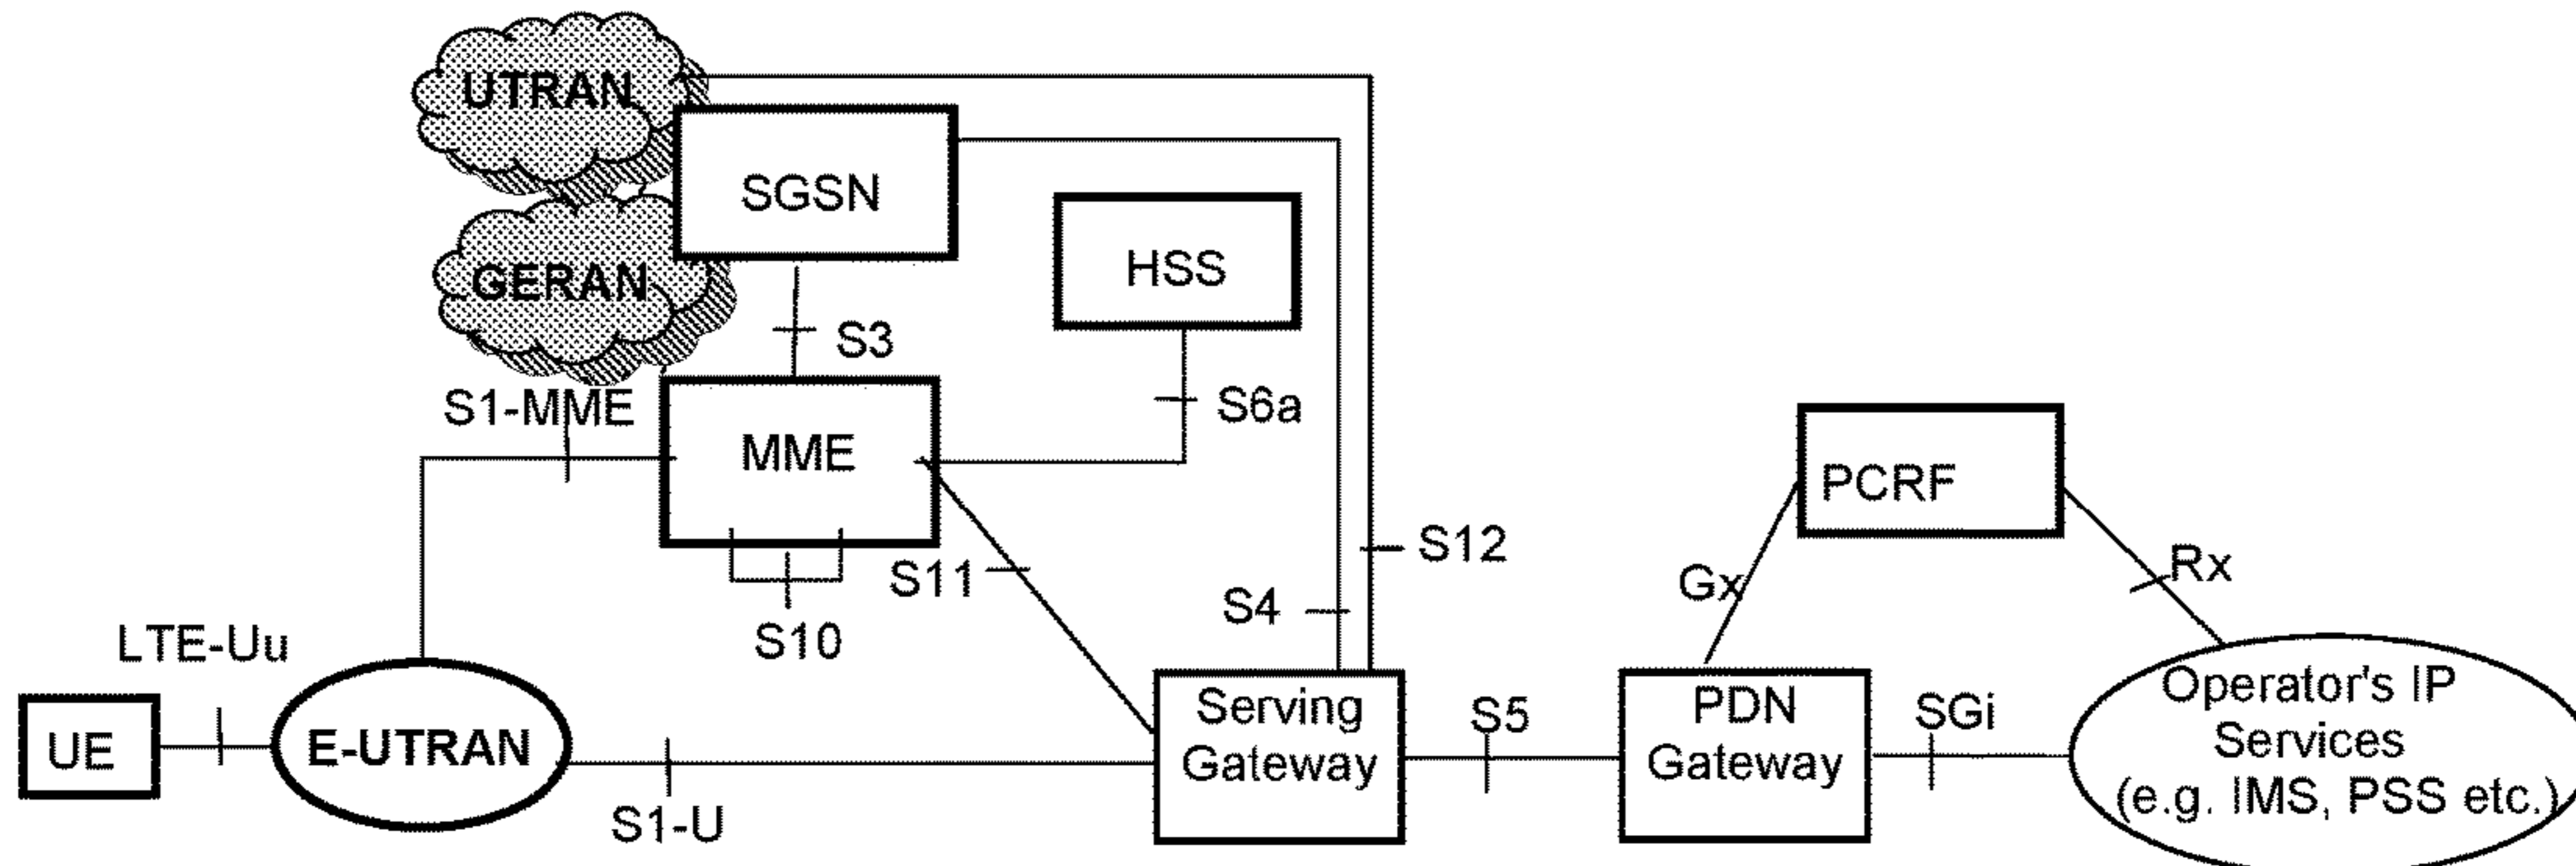 UTRAN
SGSN
HSS
GERAN
S3
S1-MME
S6a
MME
PCRF
S12
S11
Rx
Gx
S4
S10
LTE-Uu
Serving
Gateway
PDN
Gateway
Operator's IP
Services
(e.g. IMS, PSS etc.)
S5
SGi
UE
E-UTRAN
S1-U